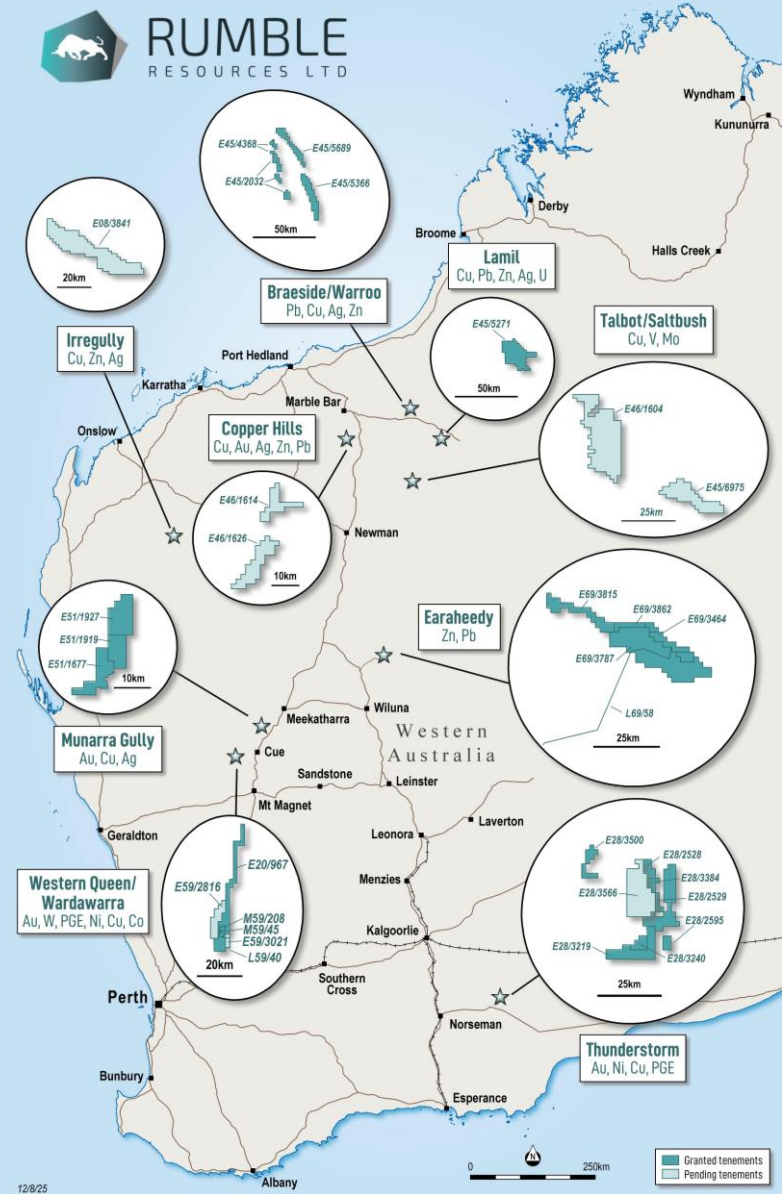 RUMBLE
RESOURCES LTD
Wyndham
Kununurra
Derby
Broome
Halls Creek
E45/4368
E45/5689
E45/2032
E45/5366
50km
E08/3841
20km
Irregully
Cu, Zn, Ag
Braeside/Warroo
Pb, Cu, Ag, Zn
Lamil
Cu, Pb, Zn, Ag, U
E45/5271
50km
Talbot/Saltbush
Cu, V, Mo
E46/1604
E45/6975
25km
Port Hedland
Karratha
Marble Bar
Onslow
Copper Hills
Cu, Au, Ag, Zn, Pb
E46/1614
E46/1626
10km
Newman
Earaheedy
Zn, Pb
E69/3815
E69/3862
E69/3464
E69/3787
L69/58
25km
E51/1927
E51/1919
E51/1677
10km
Munarra Gully
Au, Cu, Ag
Meekatharra
Wiluna
Western
Australia
Cue
Sandstone
Leinster
Mt Magnet
Geraldton
Leonora
Laverton
Menzies
Kalgoorlie
Western Queen/
Wardawarra
Au, W, PGE, Ni, Cu, Co
E20/967
E59/2816
M59/208
M59/45
E59/3021
L59/40
20km
E28/3500
E28/2528
E28/3384
E28/3566
E28/2529
E28/2595
E28/3219
E28/3240
25km
Thunderstorm
Au, Ni, Cu, PGE
Southern
Cross
Perth
Norseman
Bunbury
Esperance
Albany
N
0
250km
Granted tenements
Pending tenements
12/8/25